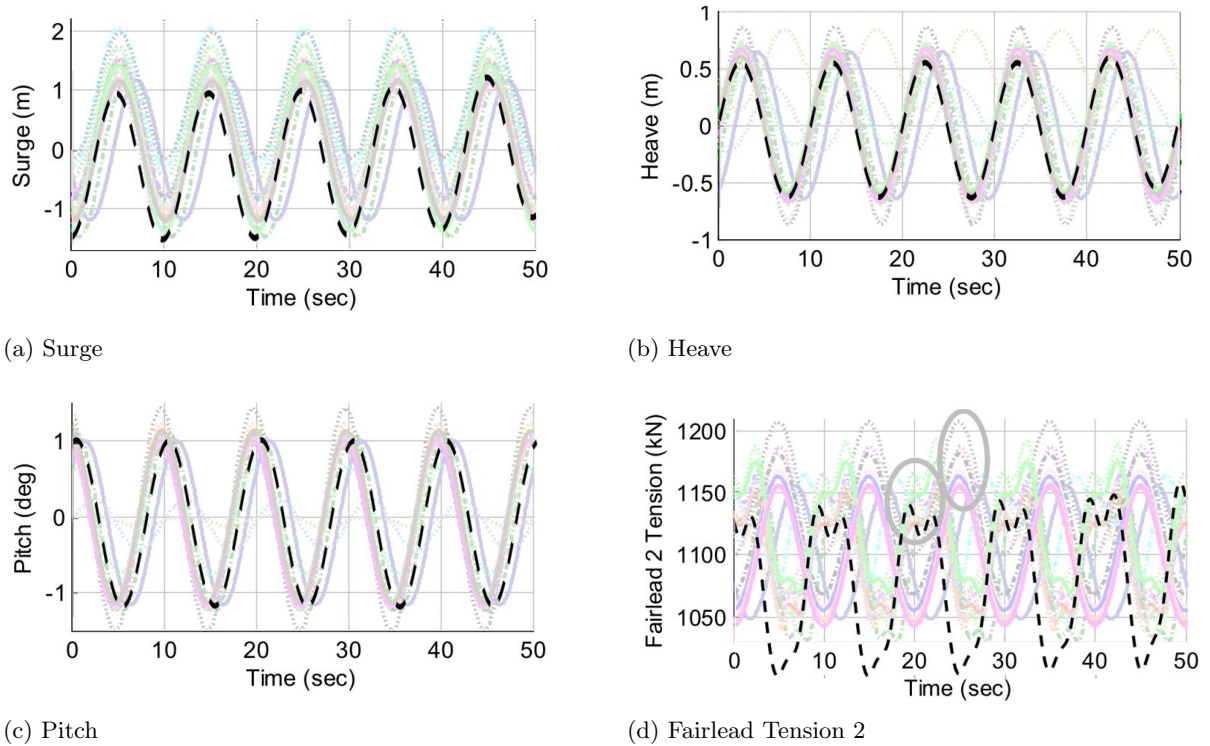 2
1
0
-1
Surge (m)
0 10 20 30 40 50
Time (sec)
(a) Surge
1
0.5
0
-0.5
-1
Heave (m)
0 10 20 30 40 50
Time (sec)
(b) Heave
1
0
-1
Pitch (deg)
0 10 20 30 40 50
Time (sec)
(c) Pitch
1200
1150
1100
1050
Fairlead 2 Tension (kN)
0 10 20 30 40 50
Time (sec)
(d) Fairlead Tension 2